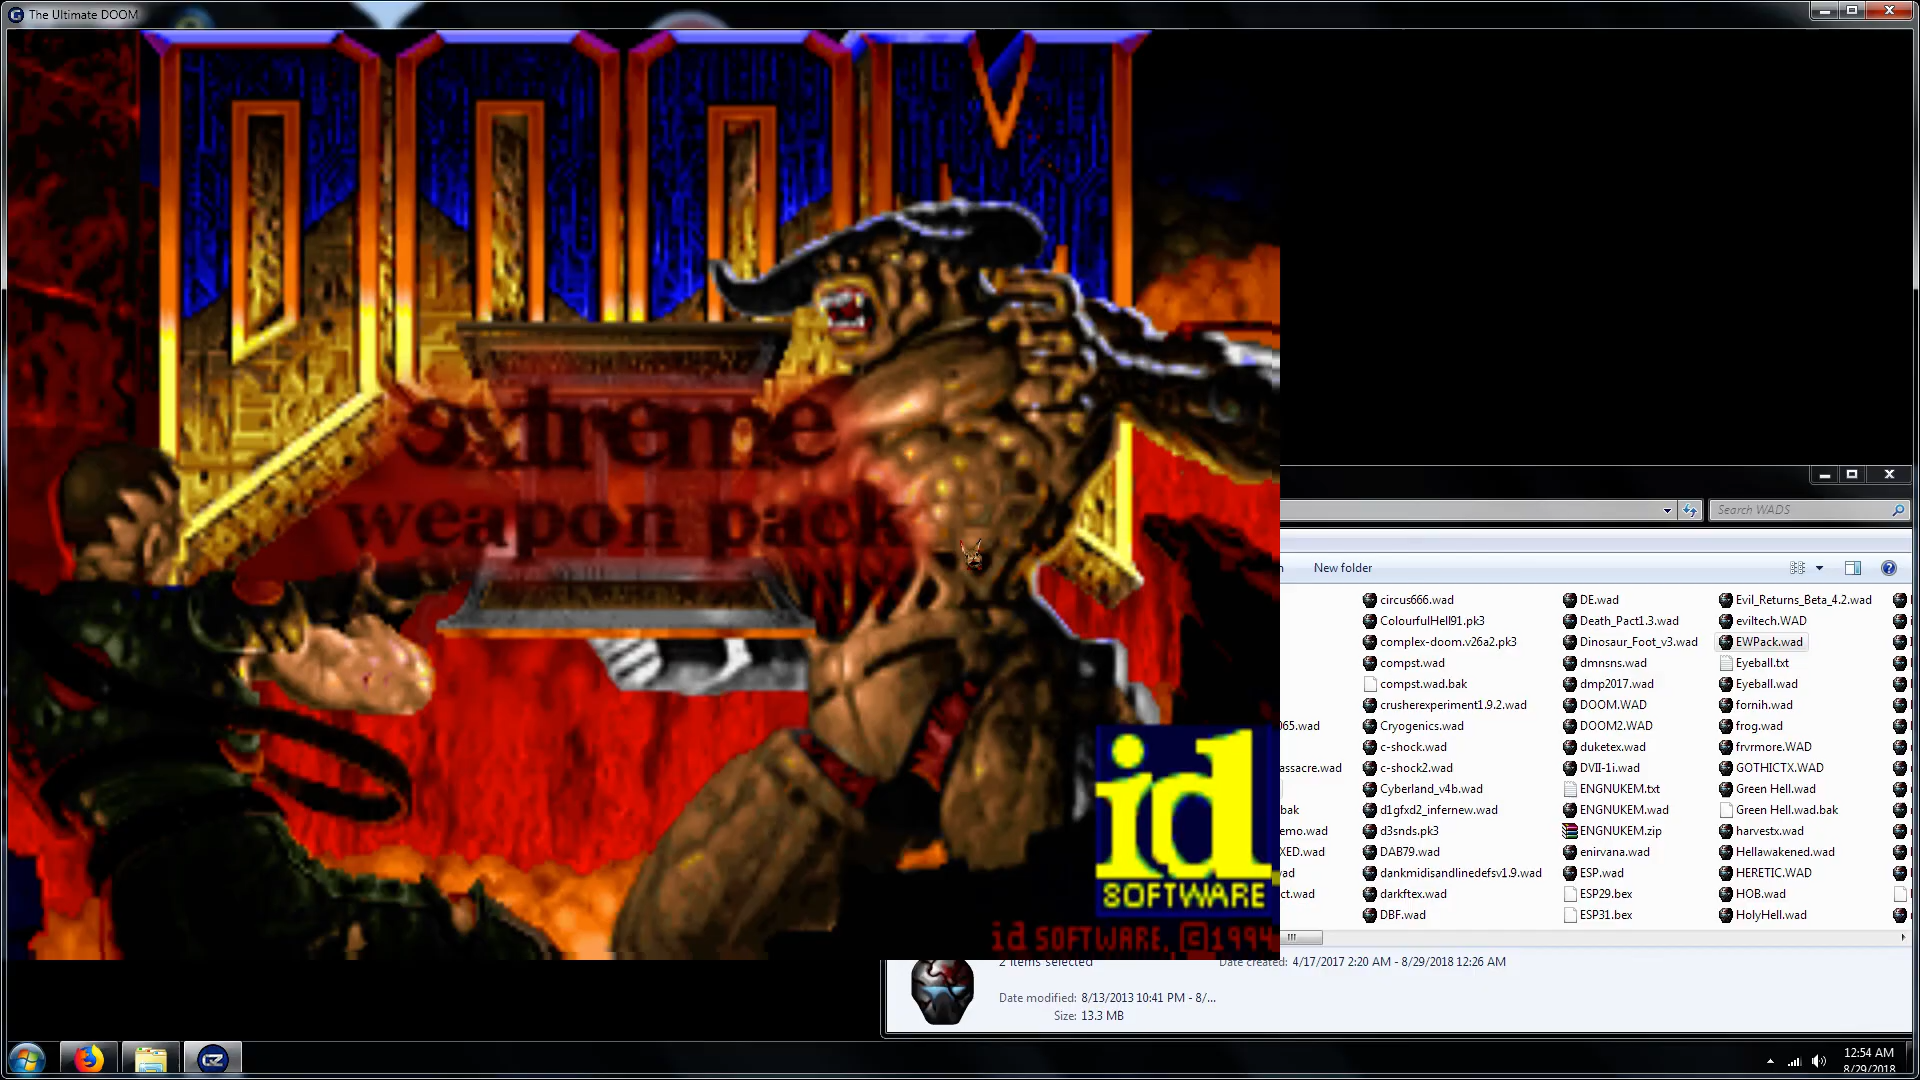 The Ultimate DOOM
DOOM
extreme
weapon pack
id
SOFTWARE
id SOFTWARE, ©1994
Search WADS
New folder
065.wad
assacre.wad
bak
emo.wad
XED.wad
vad
ct.wad
circus666.wad
ColourfulHell91.pk3
complex-doom.v26a2.pk3
compst.wad
compst.wad.bak
crusherexperiment1.9.2.wad
Cryogenics.wad
c-shock.wad
c-shock2.wad
Cyberland_v4b.wad
d1gfxd2_infernew.wad
d3snds.pk3
DAB79.wad
dankmidisandlinedefsv1.9.wad
darkftex.wad
DBF.wad
DE.wad
Death_Pact1.3.wad
Dinosaur_Foot_v3.wad
dmnsns.wad
dmp2017.wad
DOOM.WAD
DOOM2.WAD
duketex.wad
DVII-1i.wad
ENGNUKEM.txt
ENGNUKEM.wad
ENGNUKEM.zip
enirvana.wad
ESP.wad
ESP29.bex
ESP31.bex
Evil_Returns_Beta_4.2.wad
eviltech.WAD
EWPack.wad
Eyeball.txt
Eyeball.wad
fornih.wad
frog.wad
frvrmore.WAD
GOTHICTX.WAD
Green Hell.wad
Green Hell.wad.bak
harvestx.wad
Hellawakened.wad
HERETIC.WAD
HOB.wad
HolyHell.wad
2 items selected
Date created: 4/17/2017 2:20 AM - 8/29/2018 12:26 AM
Date modified: 8/13/2013 10:41 PM - 8/...
Size: 13.3 MB
12:54 AM
8/29/2018